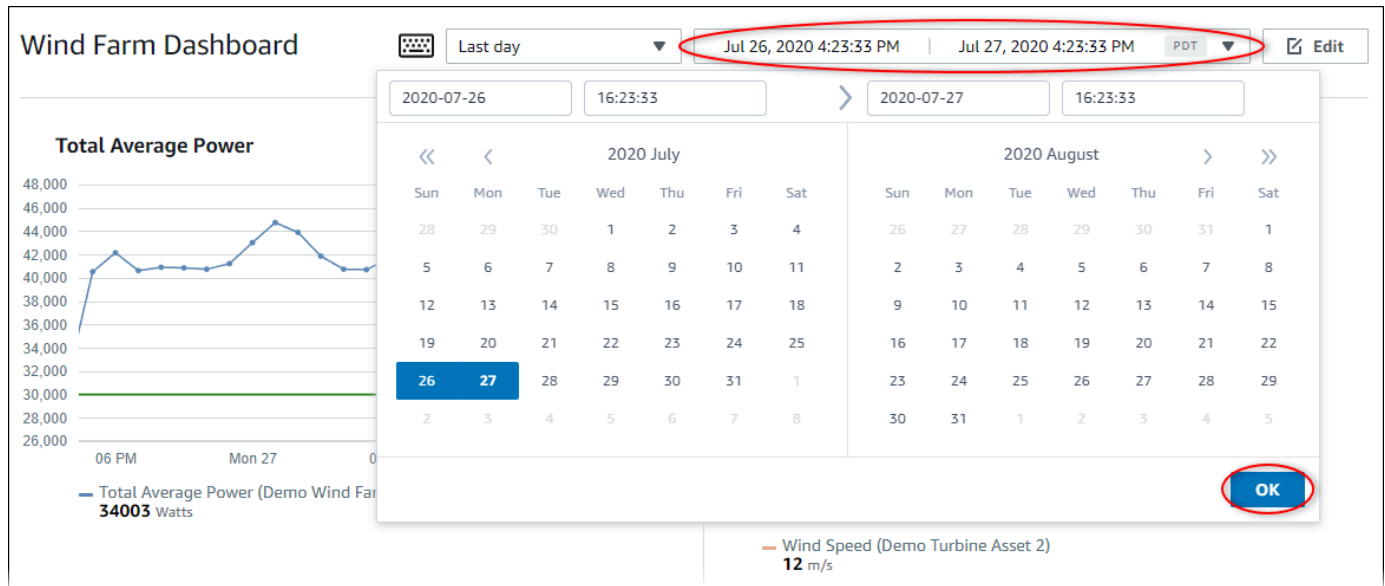 Wind Farm Dashboard
Last day
Jul 26, 2020 4:23:33 PM | Jul 27, 2020 4:23:33 PM PDT
Edit
2020-07-26 16:23:33 2020-07-27 16:23:33
Total Average Power
48,000
46,000
44,000
42,000
40,000
38,000
36,000
34,000
32,000
30,000
28,000
26,000
06 PM Mon 27 0
Total Average Power (Demo Wind Far
34003 Watts
2020 July
Sun Mon Tue Wed Thu Fri Sat
28 29 30 1 2 3 4
5 6 7 8 9 10 11
12 13 14 15 16 17 18
19 20 21 22 23 24 25
26 27 28 29 30 31 1
2 3 4 5 6 7 8
2020 August
Sun Mon Tue Wed Thu Fri Sat
26 27 28 29 30 31 1
2 3 4 5 6 7 8
9 10 11 12 13 14 15
16 17 18 19 20 21 22
23 24 25 26 27 28 29
30 31 1 2 3 4 5
OK
Wind Speed (Demo Turbine Asset 2)
12 m/s